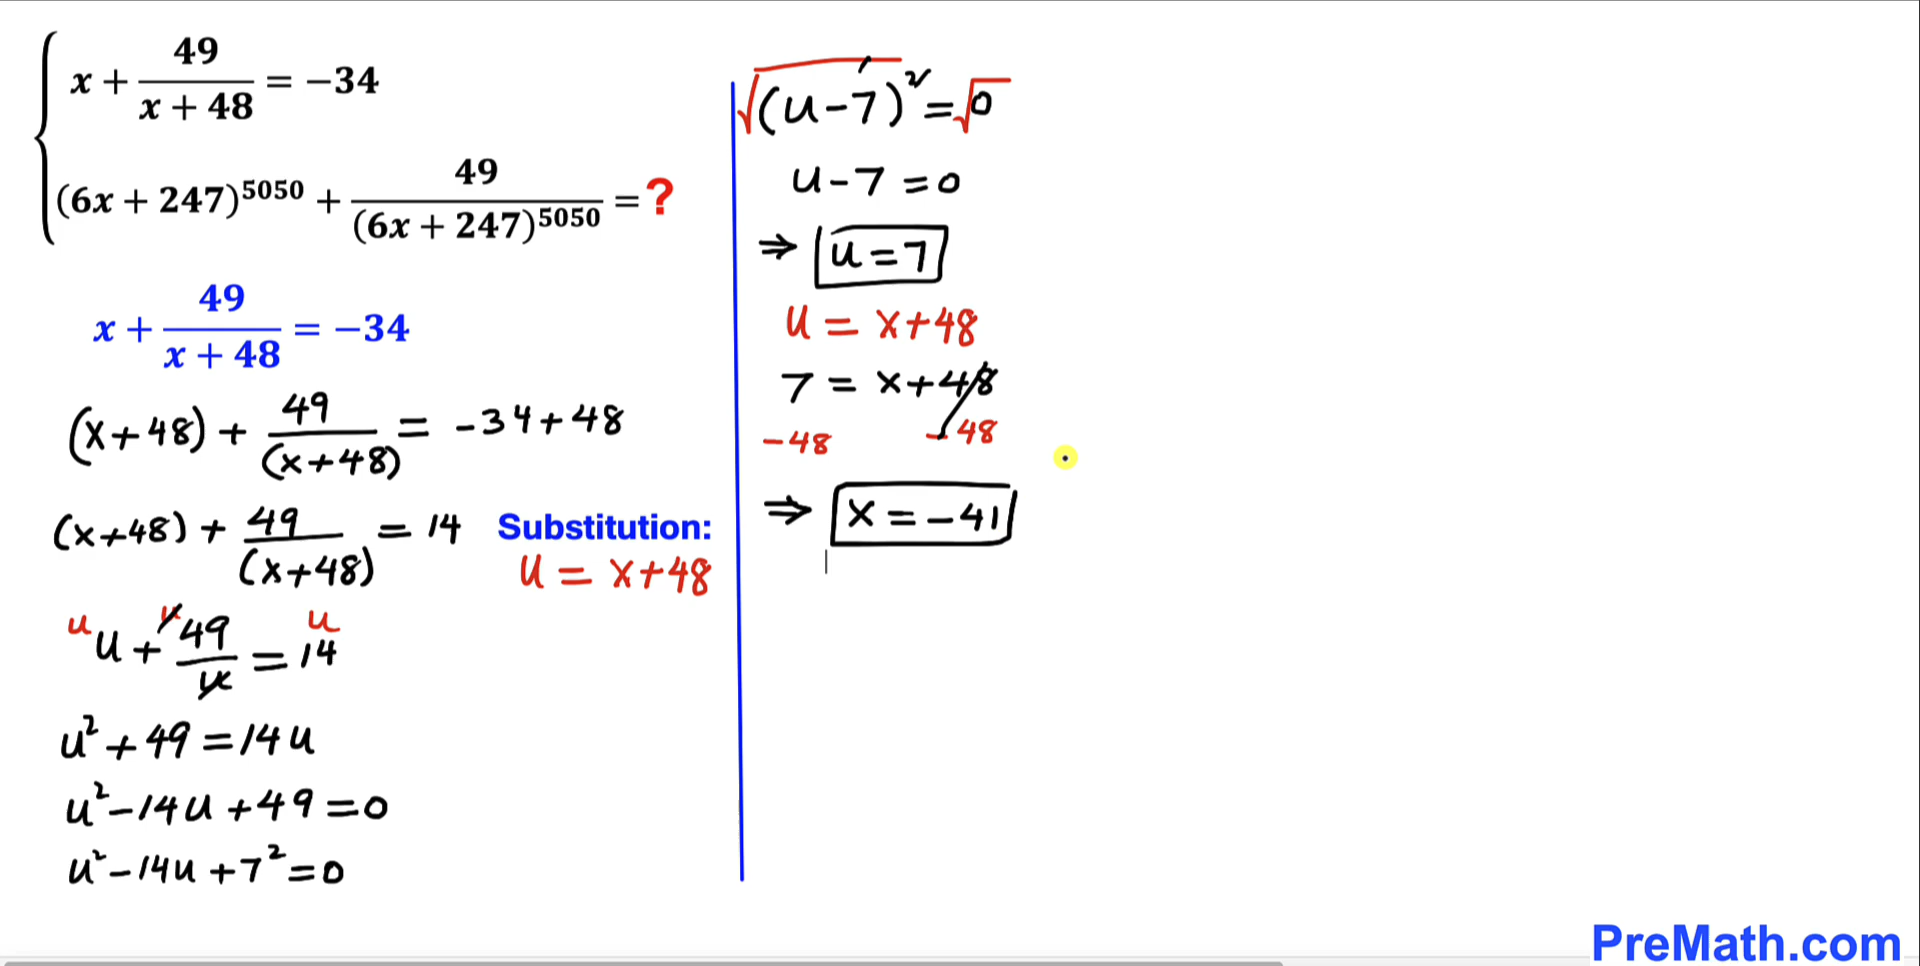 x + 49/(x + 48) = −34
(6x + 247)^5050 + 49/(6x + 247)^5050 = ?
x + 49/(x + 48) = −34
(x+48) + 49/(x+48) = -34+48
(x+48) + 49/(x+48) = 14
Substitution:
u = x+48
u u + u 49/u = 14 u
u² + 49 = 14u
u² - 14u + 49 = 0
u² - 14u + 7² = 0
√(u-7)² = √0
u - 7 = 0
⇒ u = 7
u = x+48
7 = x+48
-48 -48
⇒ x = -41
PreMath.com